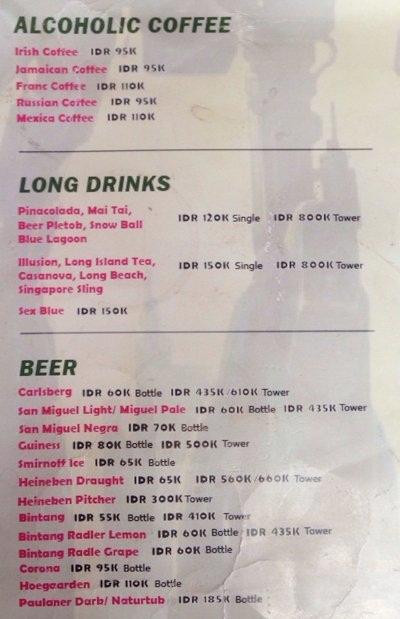 ALCOHOLIC COFFEE
Irish Coffee IDR 95K
Jamaican Coffee IDR 95K
Franc Coffee IDR 110K
Russian Coffee IDR 95K
Mexica Coffee IDR 110K
LONG DRINKS
Pinacolada, Mai Tai,
Beer Pletok, Snow Ball
Blue Lagoon
IDR 120K Single IDR 800K Tower
Illusion, Long Island Tea,
Casanova, Long Beach,
Singapore Sling
IDR 150K Single IDR 800K Tower
Sex Blue IDR 150K
BEER
Carlsberg IDR 60K Bottle IDR 435K/610K Tower
San Miguel Light/ Miguel Pale IDR 60K Bottle IDR 435K Tower
San Miguel Negra IDR 70K Bottle
Guiness IDR 80K Bottle IDR 500K Tower
Smirnoff Ice IDR 65K Bottle
Heineben Draught IDR 65K IDR 560K/660K Tower
Heineben Pitcher IDR 300K Tower
Bintang IDR 55K Bottle IDR 410K Tower
Bintang Radler Lemon IDR 60K Bottle IDR 435K Tower
Bintang Radle Grape IDR 60K Bottle
Corona IDR 95K Bottle
Hoegaarden IDR 110K Bottle
Paulaner Dark/ Naturtub IDR 185K Bottle